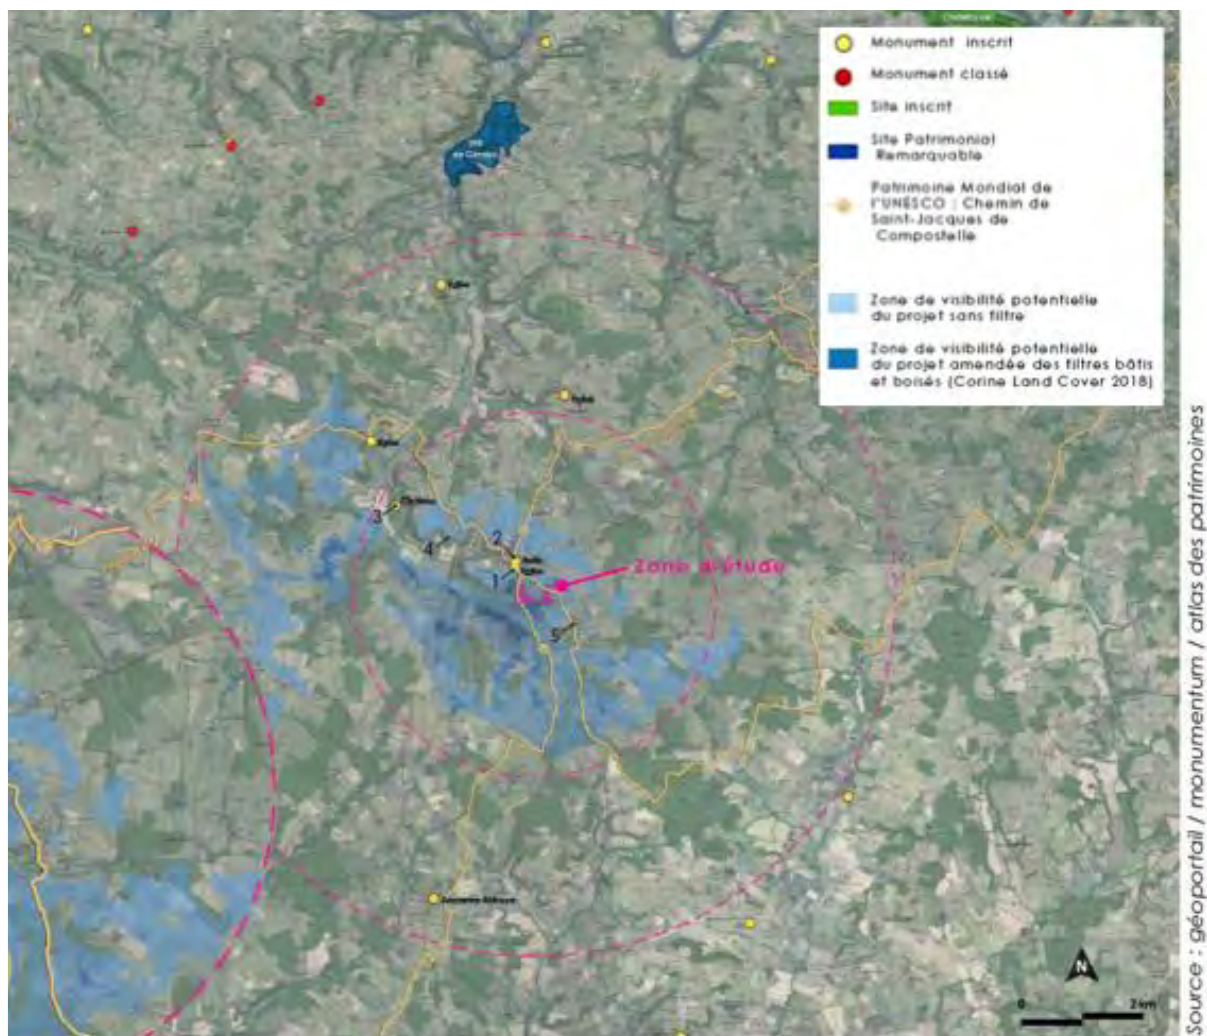 Monument inscrit
Monument classé
Site inscrit
Site Patrimonial
Remarquable
Patrimoine Mondial de
l'UNESCO : Chemin de
Saint-Jacques de
Compostelle
Zone de visibilité potentielle
du projet sans filtre
Zone de visibilité potentielle
du projet amendée des filtres bâtis
et boisés (Corine Land Cover 2018)
Eglise
Eglise
Eglise
3
4
2
Eglise
1
Zone d'étude
5
N
0
2 km
Source : géoportail / monumentum / atlas des patrimoines